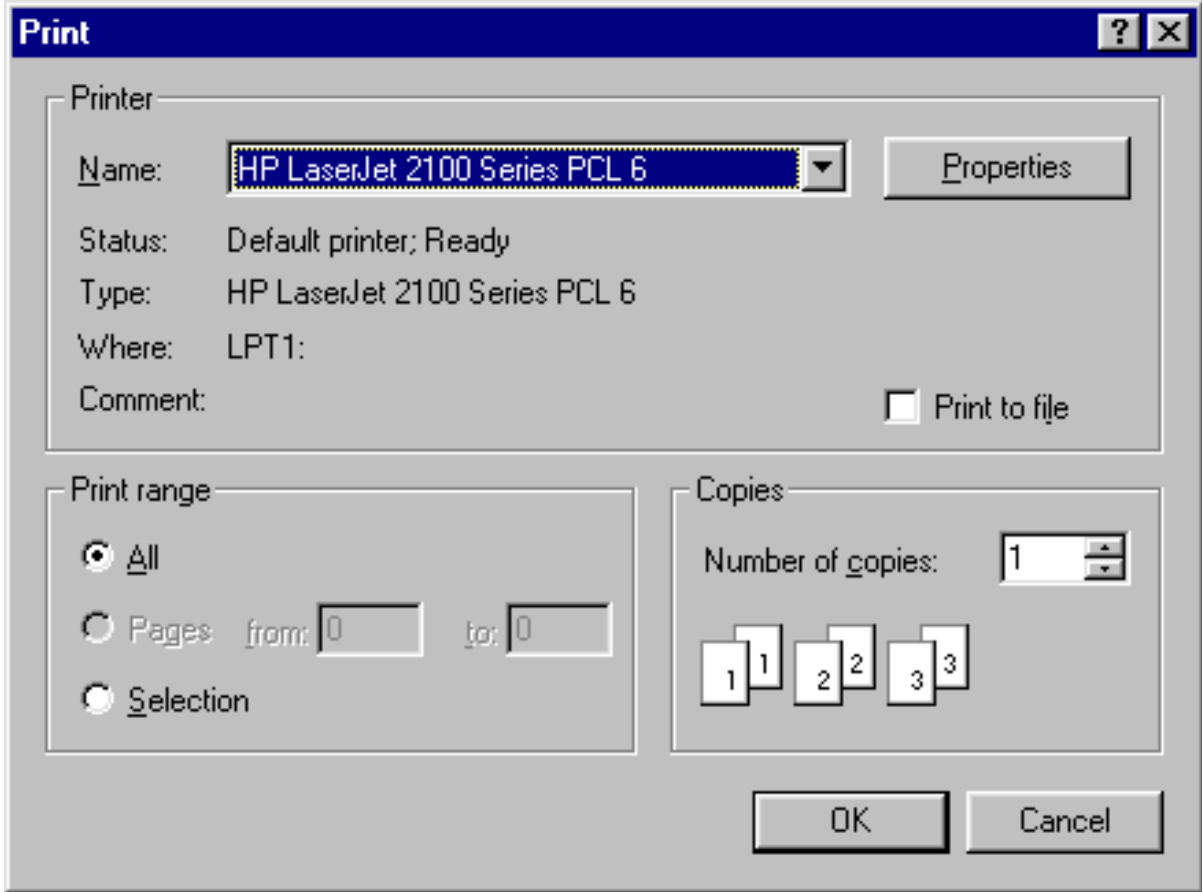 Print
Printer
Name: HP LaserJet 2100 Series PCL 6 Properties
Status: Default printer; Ready
Type: HP LaserJet 2100 Series PCL 6
Where: LPT1:
Comment: Print to file
Print range Copies
All Number of copies: 1
Pages from: 0 to: 0
1 1 2 2 3 3
Selection
OK Cancel